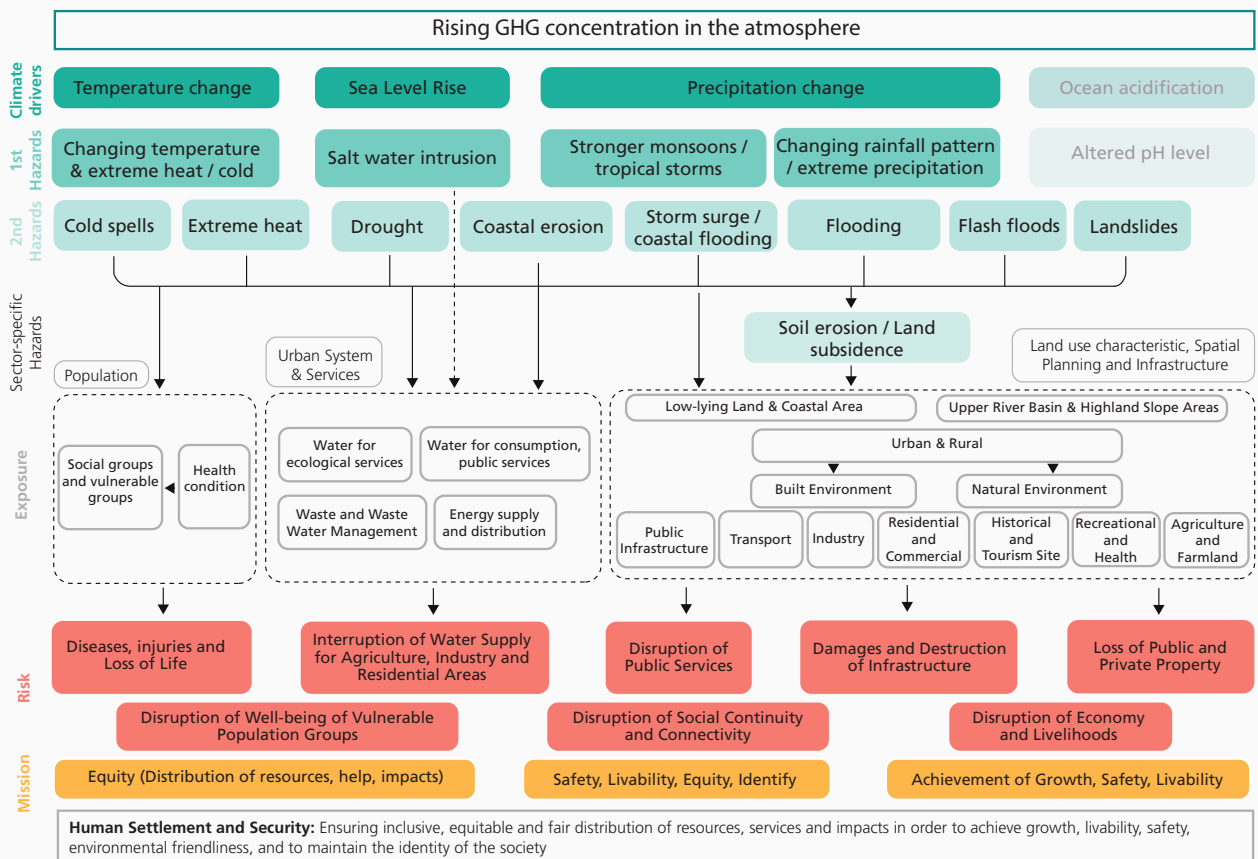 Rising GHG concentration in the atmosphere
Climate
drivers
Temperature change
Sea Level Rise
Precipitation change
Ocean acidification
1st
Hazards
Changing temperature
& extreme heat / cold
Salt water intrusion
Stronger monsoons /
tropical storms
Changing rainfall pattern
/ extreme precipitation
Altered pH level
2nd
Hazards
Cold spells
Extreme heat
Drought
Coastal erosion
Storm surge /
coastal flooding
Flooding
Flash floods
Landslides
Sector-specific
Hazards
Soil erosion / Land
subsidence
Population
Urban System
& Services
Land use characteristic, Spatial
Planning and Infrastructure
Exposure
Social groups
and vulnerable
groups
Health
condition
Water for
ecological services
Water for consumption,
public services
Waste and Waste
Water Management
Energy supply
and distribution
Low-lying Land & Coastal Area
Upper River Basin & Highland Slope Areas
Urban & Rural
Built Environment
Natural Environment
Public
Infrastructure
Transport
Industry
Residential
and
Commercial
Historical
and
Tourism Site
Recreational
and
Health
Agriculture
and
Farmland
Risk
Diseases, injuries and
Loss of Life
Interruption of Water Supply
for Agriculture, Industry and
Residential Areas
Disruption of
Public Services
Damages and Destruction
of Infrastructure
Loss of Public and
Private Property
Disruption of Well-being of Vulnerable
Population Groups
Disruption of Social Continuity
and Connectivity
Disruption of Economy
and Livelihoods
Mission
Equity (Distribution of resources, help, impacts)
Safety, Livability, Equity, Identify
Achievement of Growth, Safety, Livability
Human Settlement and Security: Ensuring inclusive, equitable and fair distribution of resources, services and impacts in order to achieve growth, livability, safety,
environmental friendliness, and to maintain the identity of the society